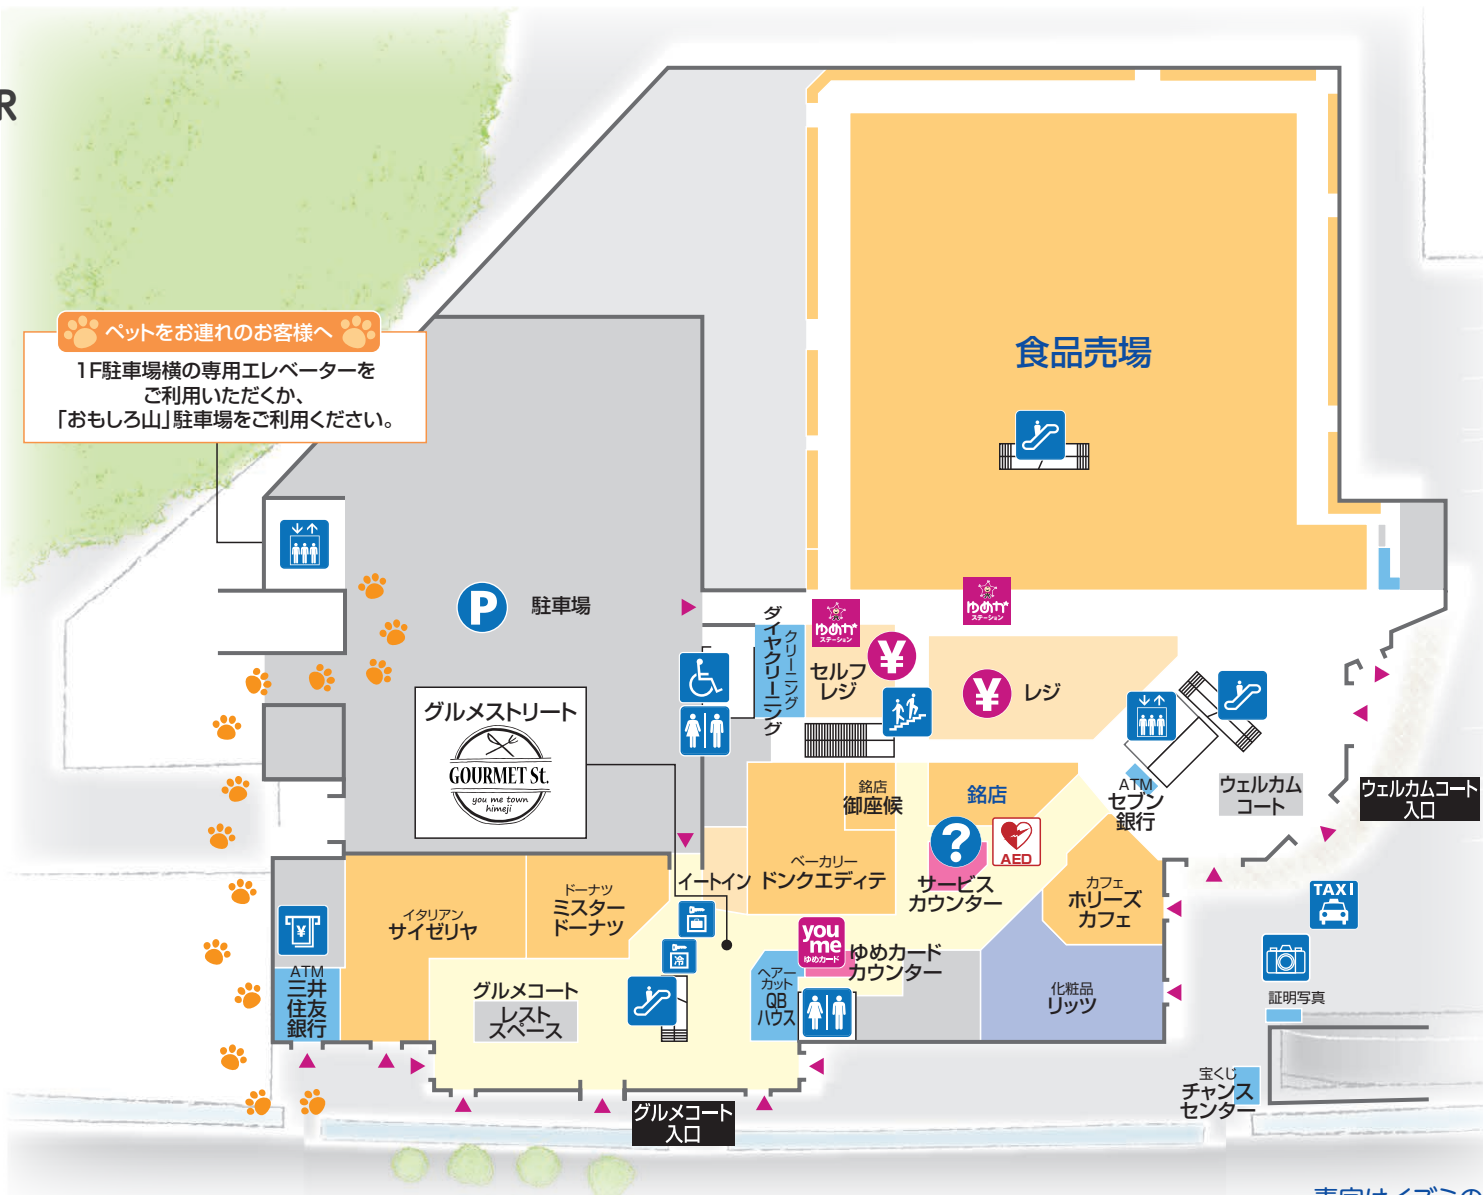 R
ペットをお連れのお客様へ
1F駐車場横の専用エレベーターを
ご利用いただくか、
「おもしろ山」駐車場をご利用ください。
食品売場
P
駐車場
グルメストリート
GOURMET St.
you me town
himeji
クリーニング
ダイヤクリーニング
ゆめか
ステーション
セルフ
レジ
¥
ゆめか
ステーション
¥
レジ
銘店
御座候
銘店
ATM
セブン
銀行
ウェルカム
コート
ウェルカムコート
入口
?
AED
サービス
カウンター
ベーカリー
ドンクエディテ
イートイン
カフェ
ホリーズ
カフェ
TAXI
証明写真
ドーナツ
ミスター
ドーナツ
イタリアン
サイゼリヤ
¥
ATM
三井
住友
銀行
冷
グルメコート
レスト
スペース
you
me
ゆめカード
ゆめカード
カウンター
ヘアー
カット
QB
ハウス
化粧品
リッツ
宝くじ
チャンス
センター
グルメコート
入口